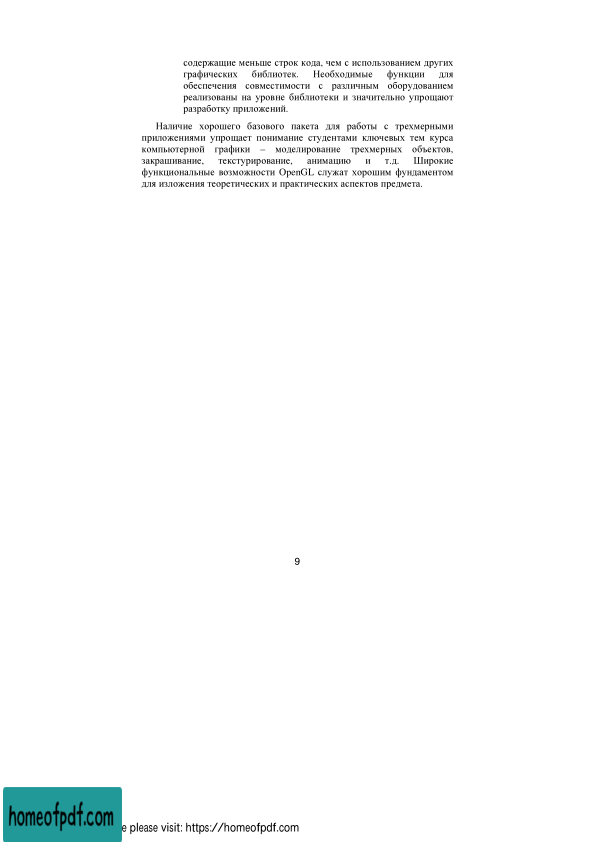 содержащие меньше строк кода, чем с использованием других
графических библиотек. Необходимые функции для
обеспечения совместимости с различным оборудованием
реализованы на уровне библиотеки и значительно упрощают
разработку приложений.
Наличие хорошего базового пакета для работы с трехмерными
приложениями упрощает понимание студентами ключевых тем курса
компьютерной графики – моделирование трехмерных объектов,
закрашивание, текстурирование, анимацию и т.д. Широкие
функциональные возможности OpenGL служат хорошим фундаментом
для изложения теоретических и практических аспектов предмета.
9
homeofpdf.com
e please visit: https://homeofpdf.com